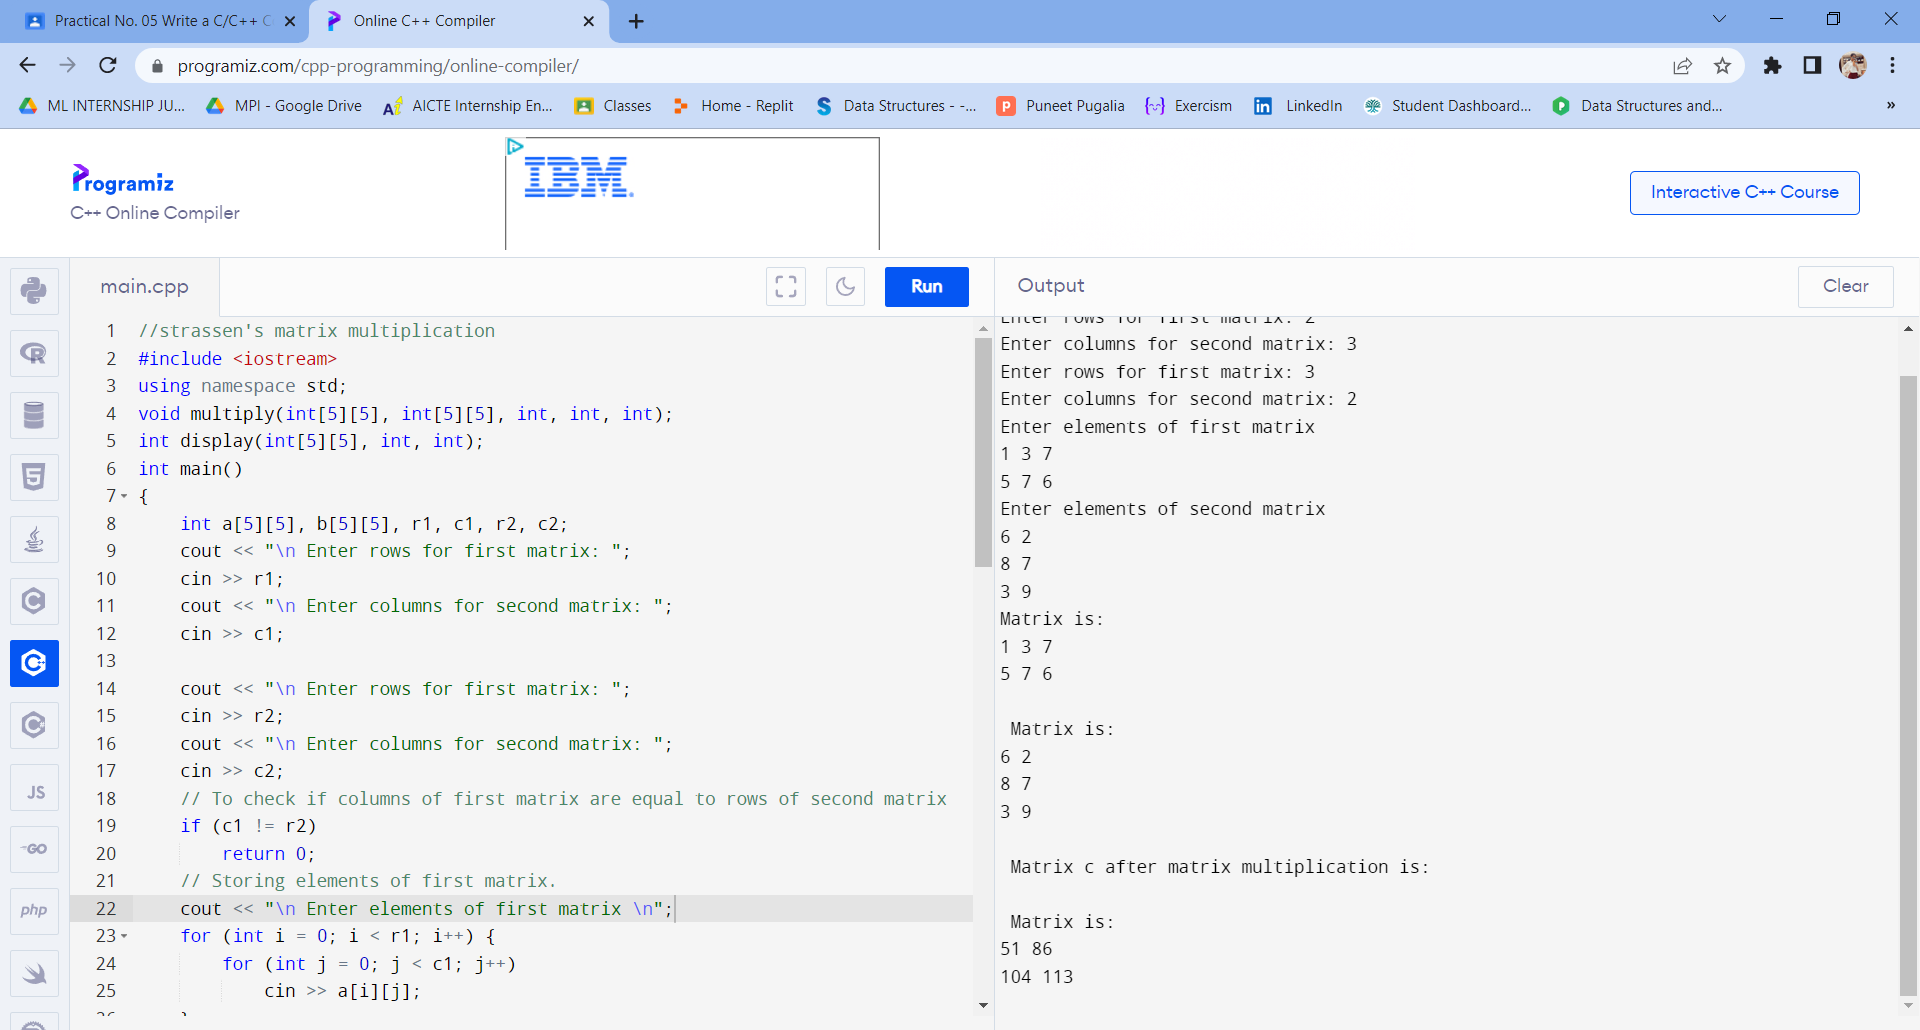 Practical No. 05 Write a C/C++ C
Online C++ Compiler
programiz.com/cpp-programming/online-compiler/
ML INTERNSHIP JU...
MPI - Google Drive
AICTE Internship En...
Classes
Home - Replit
Data Structures - -...
Puneet Pugalia
Exercism
LinkedIn
Student Dashboard...
Data Structures and...
»
Programiz
C++ Online Compiler
IBM.
Interactive C++ Course
main.cpp
Run
Output
Clear
JS
GO
php
1 //strassen's matrix multiplication
2 #include <iostream>
3 using namespace std;
4 void multiply(int[5][5], int[5][5], int, int, int);
5 int display(int[5][5], int, int);
6 int main()
7 {
8 int a[5][5], b[5][5], r1, c1, r2, c2;
9 cout << "\n Enter rows for first matrix: ";
10 cin >> r1;
11 cout << "\n Enter columns for second matrix: ";
12 cin >> c1;
13
14 cout << "\n Enter rows for first matrix: ";
15 cin >> r2;
16 cout << "\n Enter columns for second matrix: ";
17 cin >> c2;
18 // To check if columns of first matrix are equal to rows of second matrix
19 if (c1 != r2)
20 return 0;
21 // Storing elements of first matrix.
22 cout << "\n Enter elements of first matrix \n";
23 for (int i = 0; i < r1; i++) {
24 for (int j = 0; j < c1; j++)
25 cin >> a[i][j];
26 }
Enter rows for first matrix: 2
Enter columns for second matrix: 3
Enter rows for first matrix: 3
Enter columns for second matrix: 2
Enter elements of first matrix
1 3 7
5 7 6
Enter elements of second matrix
6 2
8 7
3 9
Matrix is:
1 3 7
5 7 6
Matrix is:
6 2
8 7
3 9
Matrix c after matrix multiplication is:
Matrix is:
51 86
104 113